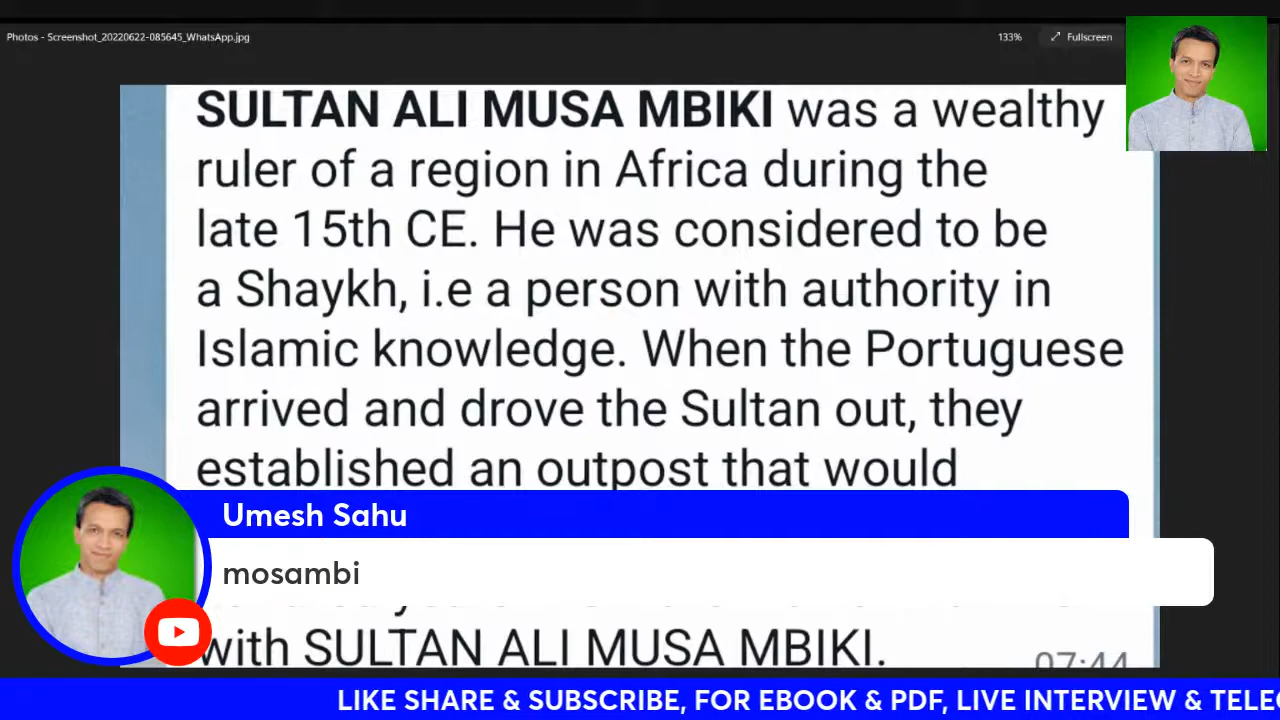 Photos - Screenshot_20220622-085645_WhatsApp.jpg
133%
Fullscreen
SULTAN ALI MUSA MBIKI was a wealthy
ruler of a region in Africa during the
late 15th CE. He was considered to be
a Shaykh, i.e a person with authority in
Islamic knowledge. When the Portuguese
arrived and drove the Sultan out, they
established an outpost that would
Umesh Sahu
mosambi
with SULTAN ALI MUSA MBIKI.
07:44
LIKE SHARE & SUBSCRIBE, FOR EBOOK & PDF, LIVE INTERVIEW &